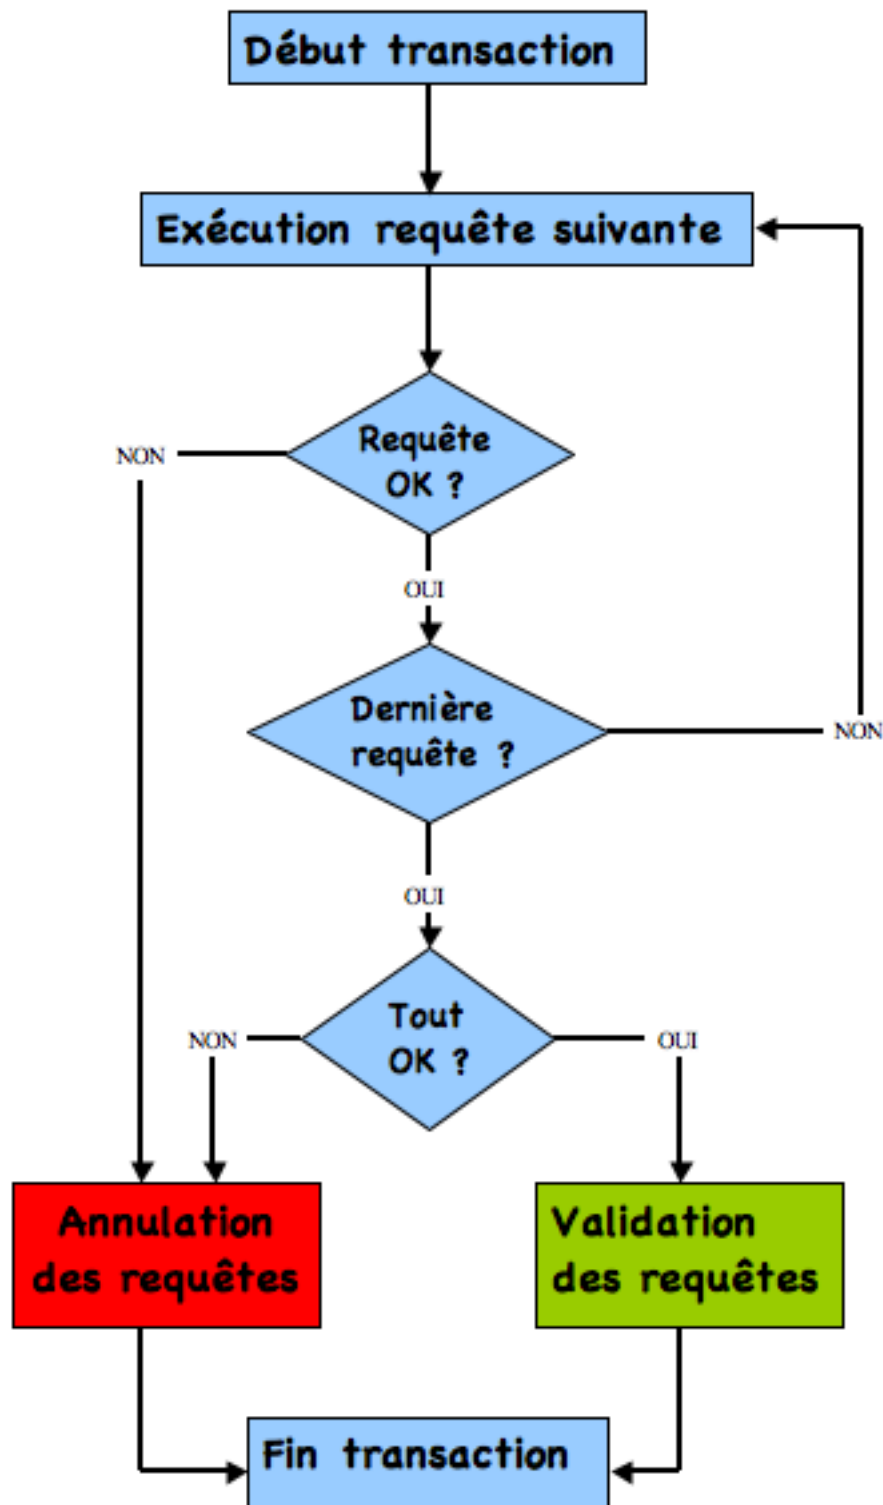 Début transaction
Exécution requête suivante
Requête
OK ?
NON
OUI
Dernière
requête ?
NON
OUI
Tout
OK ?
NON
OUI
Annulation
des requêtes
Validation
des requêtes
Fin transaction